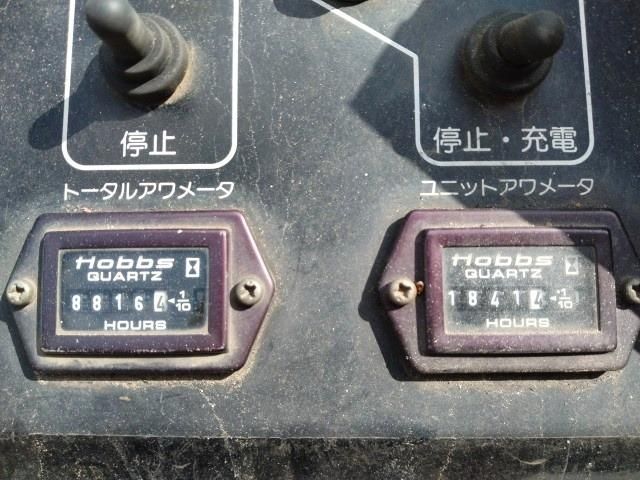 停止
停止・充電
トータルアワメータ
ユニットアワメータ
Hobbs
QUARTZ
88164 1/10
HOURS
Hobbs
QUARTZ
18414 1/10
HOURS